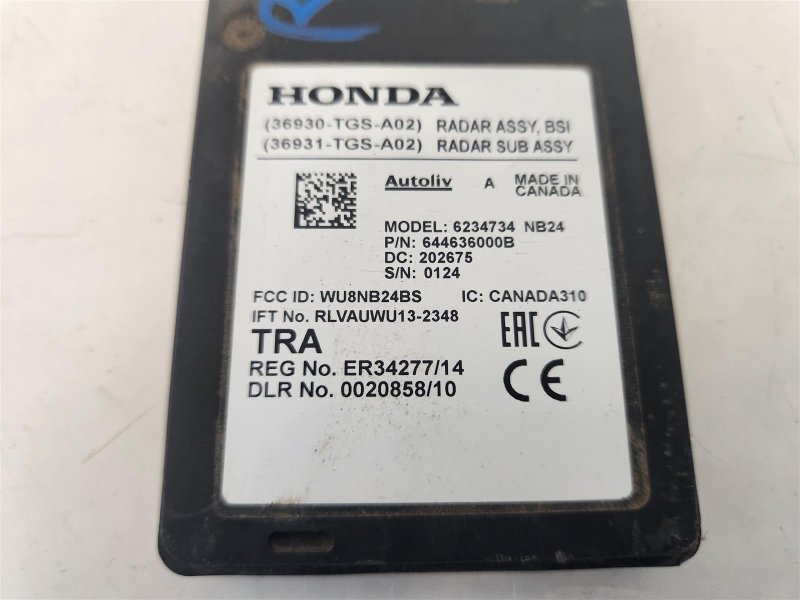 R
HONDA
(36930-TGS-A02) RADAR ASSY, BSI
(36931-TGS-A02) RADAR SUB ASSY
Autoliv A MADE IN CANADA
MODEL: 6234734 NB24
P/N: 644636000B
DC: 202675
S/N: 0124
FCC ID: WU8NB24BS IC: CANADA310
IFT No. RLVAUWU13-2348
TRA
EAC
REG No. ER34277/14
DLR No. 0020858/10
CE